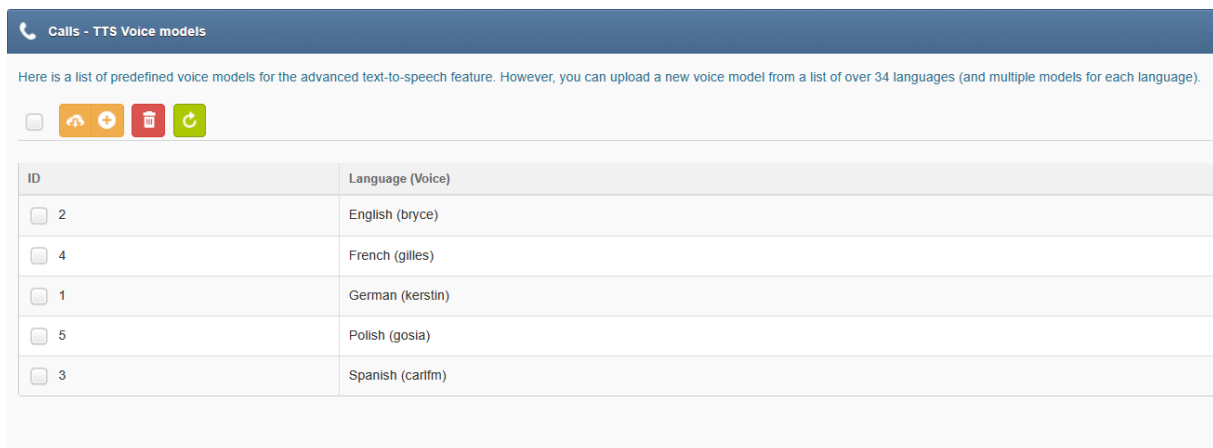 Calls - TTS Voice models
Here is a list of predefined voice models for the advanced text-to-speech feature. However, you can upload a new voice model from a list of over 34 languages (and multiple models for each language).
ID Language (Voice)
2 English (bryce)
4 French (gilles)
1 German (kerstin)
5 Polish (gosia)
3 Spanish (carlfm)